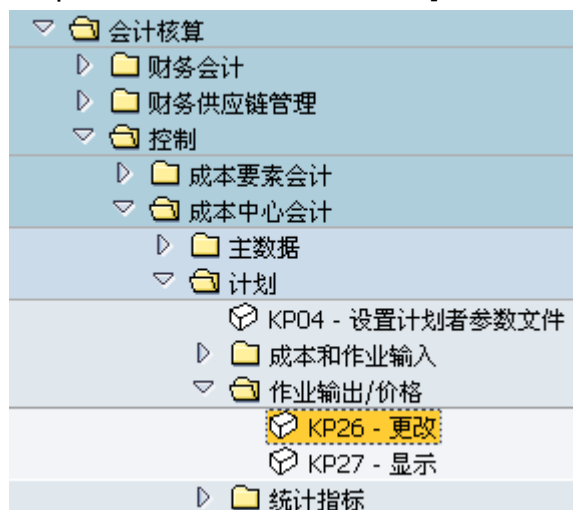 会计核算
财务会计
财务供应链管理
控制
成本要素会计
成本中心会计
主数据
计划
KP04 - 设置计划者参数文件
成本和作业输入
作业输出/价格
KP26 - 更改
KP27 - 显示
统计指标